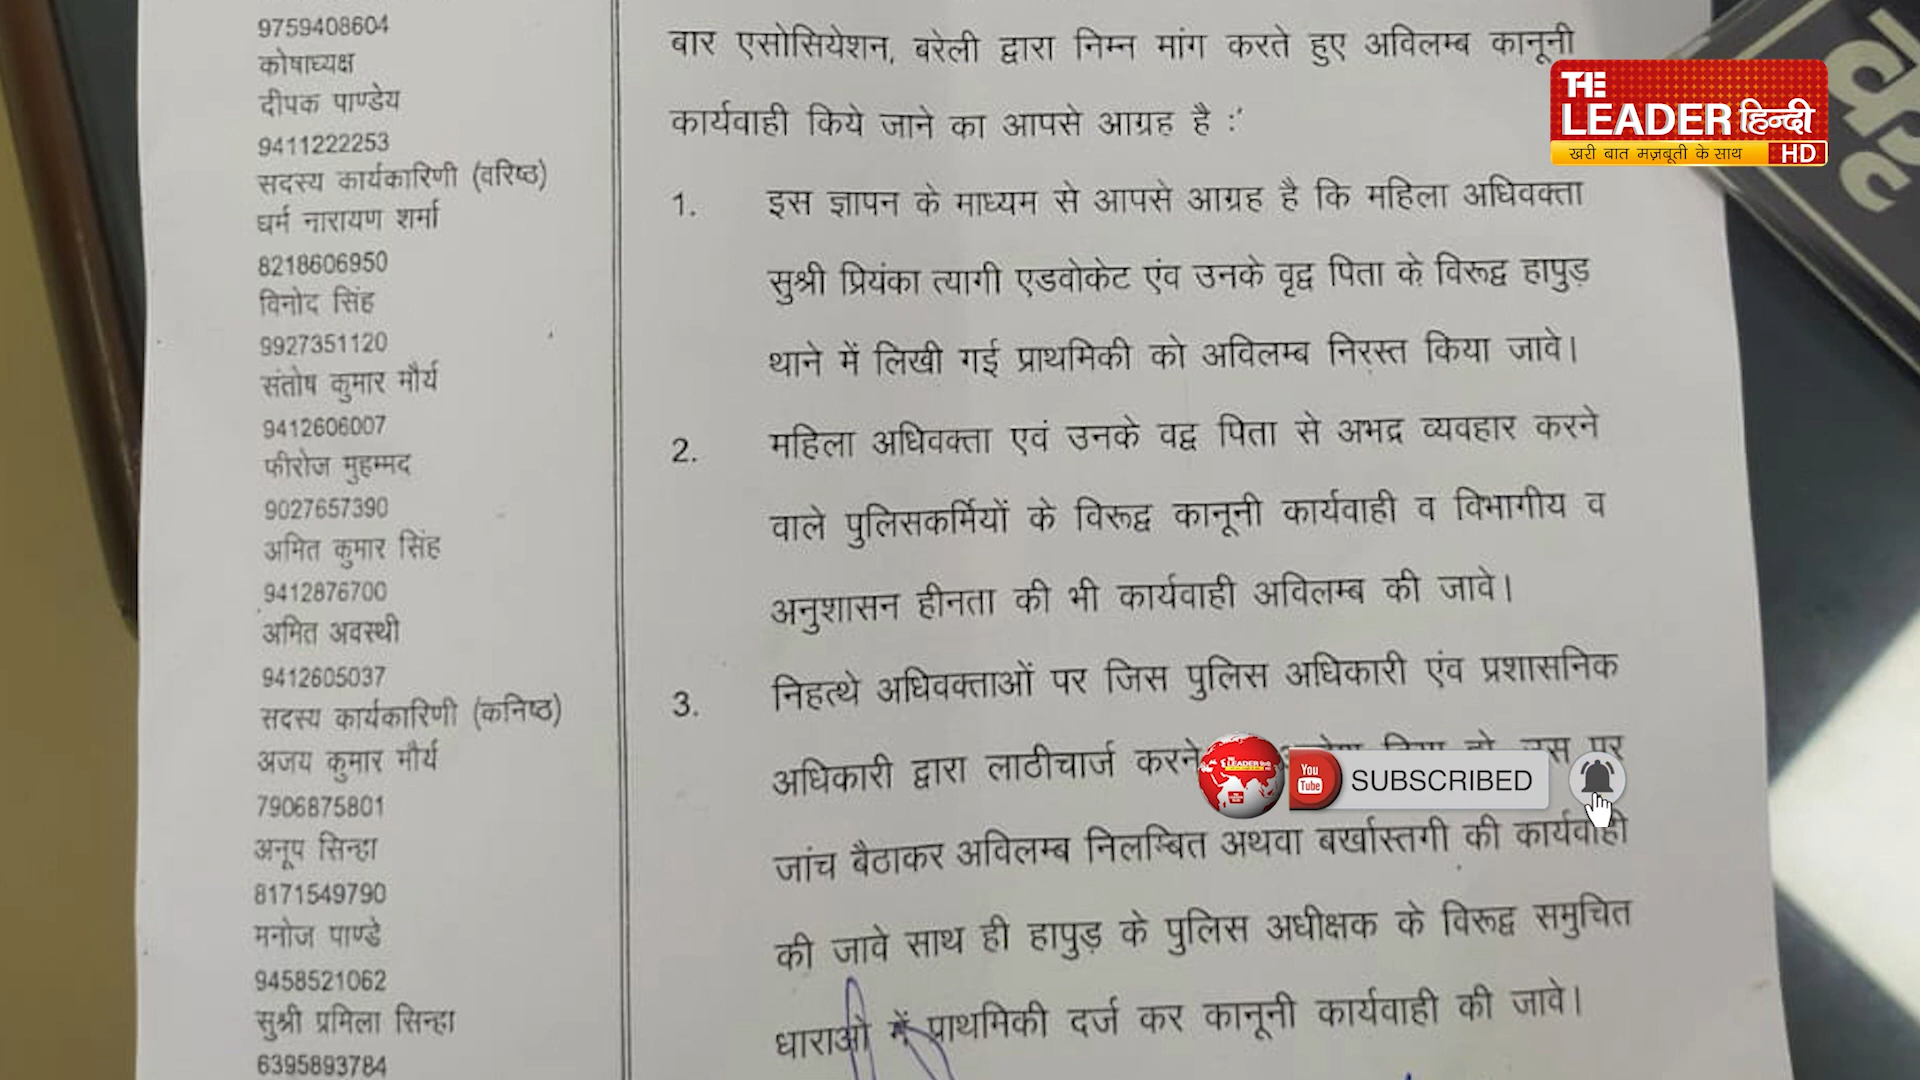 9759408604
कोषाध्यक्ष
दीपक पाण्डेय
9411222253
सदस्य कार्यकारिणी (वरिष्ठ)
धर्म नारायण शर्मा
8218606950
विनोद सिंह
9927351120
संतोष कुमार मौर्य
9412606007
फीरोज मुहम्मद
9027657390
अमित कुमार सिंह
9412876700
अमित अवस्थी
9412605037
सदस्य कार्यकारिणी (कनिष्ठ)
अजय कुमार मौर्य
7906875801
अनूप सिन्हा
8171549790
मनोज पाण्डे
9458521062
सुश्री प्रमिला सिन्हा
6395893784
बार एसोसियेशन, बरेली द्वारा निम्न मांग करते हुए अविलम्ब कानूनी
कार्यवाही किये जाने का आपसे आग्रह है :'
1. इस ज्ञापन के माध्यम से आपसे आग्रह है कि महिला अधिवक्ता
सुश्री प्रियंका त्यागी एडवोकेट एंव उनके वृद्व पिता के विरूद्व हापुड़
थाने में लिखी गई प्राथमिकी को अविलम्ब निरस्त किया जावे।
2. महिला अधिवक्ता एवं उनके वद्व पिता से अभद्र व्यवहार करने
वाले पुलिसकर्मियों के विरूद्व कानूनी कार्यवाही व विभागीय व
अनुशासन हीनता की भी कार्यवाही अविलम्ब की जावे।
3. निहत्थे अधिवक्ताओं पर जिस पुलिस अधिकारी एंव प्रशासनिक
अधिकारी द्वारा लाठीचार्ज करने पर
जांच बैठाकर अविलम्ब निलम्बित अथवा बर्खास्तगी की कार्यवाही
की जावे साथ ही हापुड़ के पुलिस अधीक्षक के विरूद्व समुचित
धाराओ में प्राथमिकी दर्ज कर कानूनी कार्यवाही की जावे।
THE
LEADER हिन्दी
खरी बात मज़बूती के साथ HD
You
Tube
SUBSCRIBED